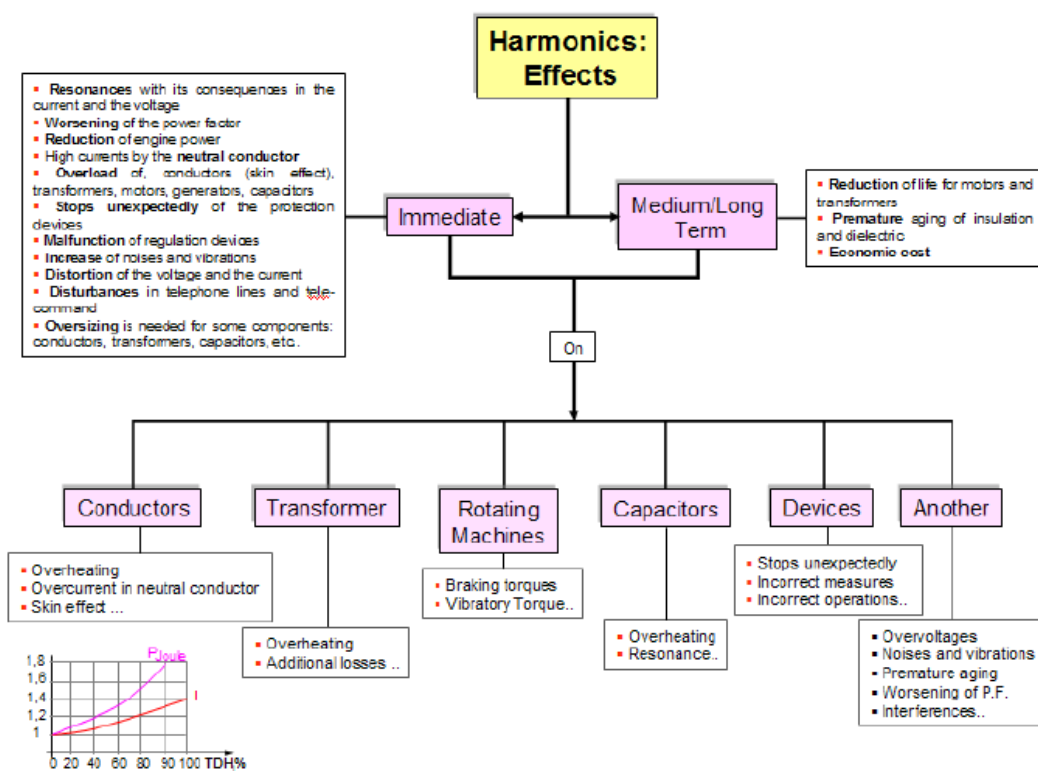 Harmonics:
Effects
▪ Resonances with its consequences in the
current and the voltage
▪ Worsening of the power factor
▪ Reduction of engine power
▪ High currents by the neutral conductor
▪ Overload of, conductors (skin effect),
transformers, motors, generators, capacitors
▪ Stops unexpectedly of the protection
devices
▪ Malfunction of regulation devices
▪ Increase of noises and vibrations
▪ Distortion of the voltage and the current
▪ Disturbances in telephone lines and tele-
command
▪ Oversizing is needed for some components:
conductors, transformers, capacitors, etc..
Immediate
Medium/Long
Term
▪ Reduction of life for motors and
transformers
▪ Premature aging of insulation
and dielectric
▪ Economic cost
On
Conductors
▪ Overheating
▪ Overcurrent in neutral conductor
▪ Skin effect ...
Transformer
▪ Overheating
▪ Additional losses ..
Rotating
Machines
▪ Braking torques
▪ Vibratory Torque..
Capacitors
▪ Overheating
▪ Resonance..
Devices
▪ Stops unexpectedly
▪ Incorrect measures
▪ Incorrect operations..
Another
▪ Overvoltages
▪ Noises and vibrations
▪ Premature aging
▪ Worsening of P.F.
▪ Interferences..
PJoule
I
1,8
1,6
1,4
1,2
1
0 20 40 60 80 90 100 TDH%